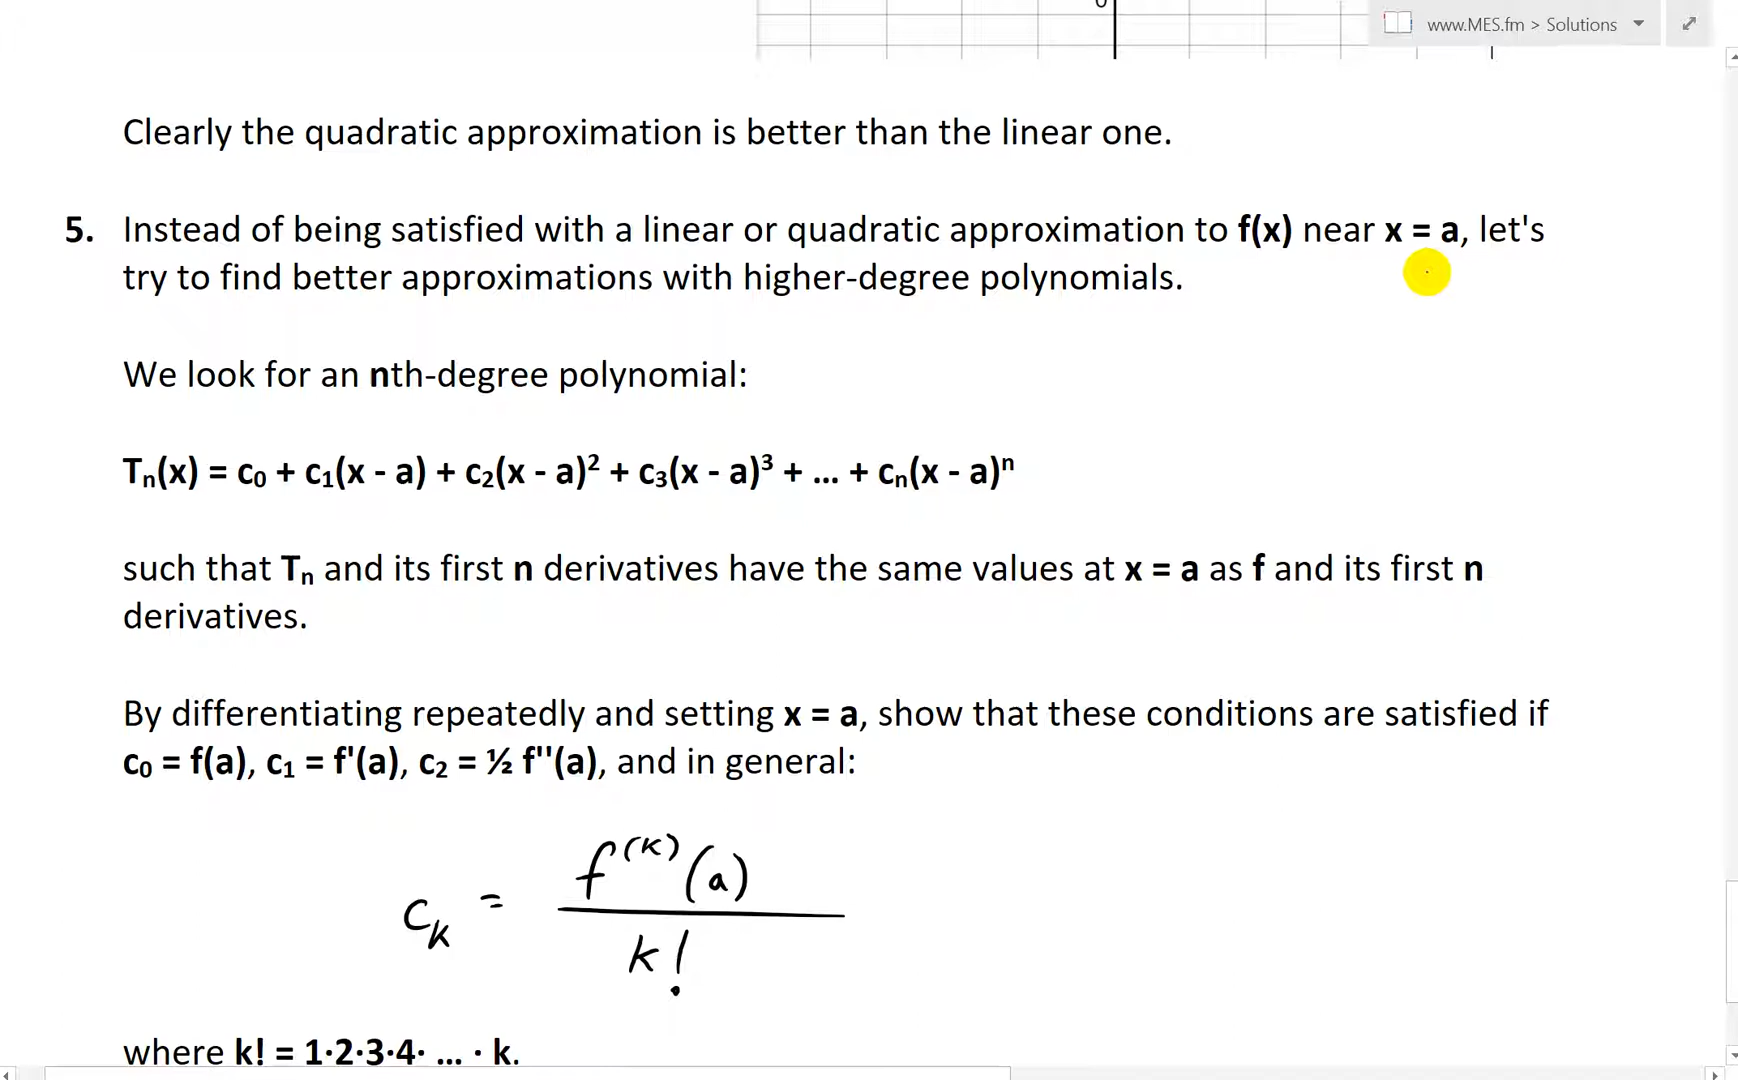 0
www.MES.fm > Solutions
Clearly the quadratic approximation is better than the linear one.
5. Instead of being satisfied with a linear or quadratic approximation to f(x) near x = a, let's
try to find better approximations with higher-degree polynomials.
We look for an nth-degree polynomial:
Tₙ(x) = c₀ + c₁(x - a) + c₂(x - a)² + c₃(x - a)³ + ... + cₙ(x - a)ⁿ
such that Tₙ and its first n derivatives have the same values at x = a as f and its first n
derivatives.
By differentiating repeatedly and setting x = a, show that these conditions are satisfied if
c₀ = f(a), c₁ = f'(a), c₂ = ½ f''(a), and in general:
f⁽ᵏ⁾(a)
cₖ =
k!
where k! = 1·2·3·4· ... · k.